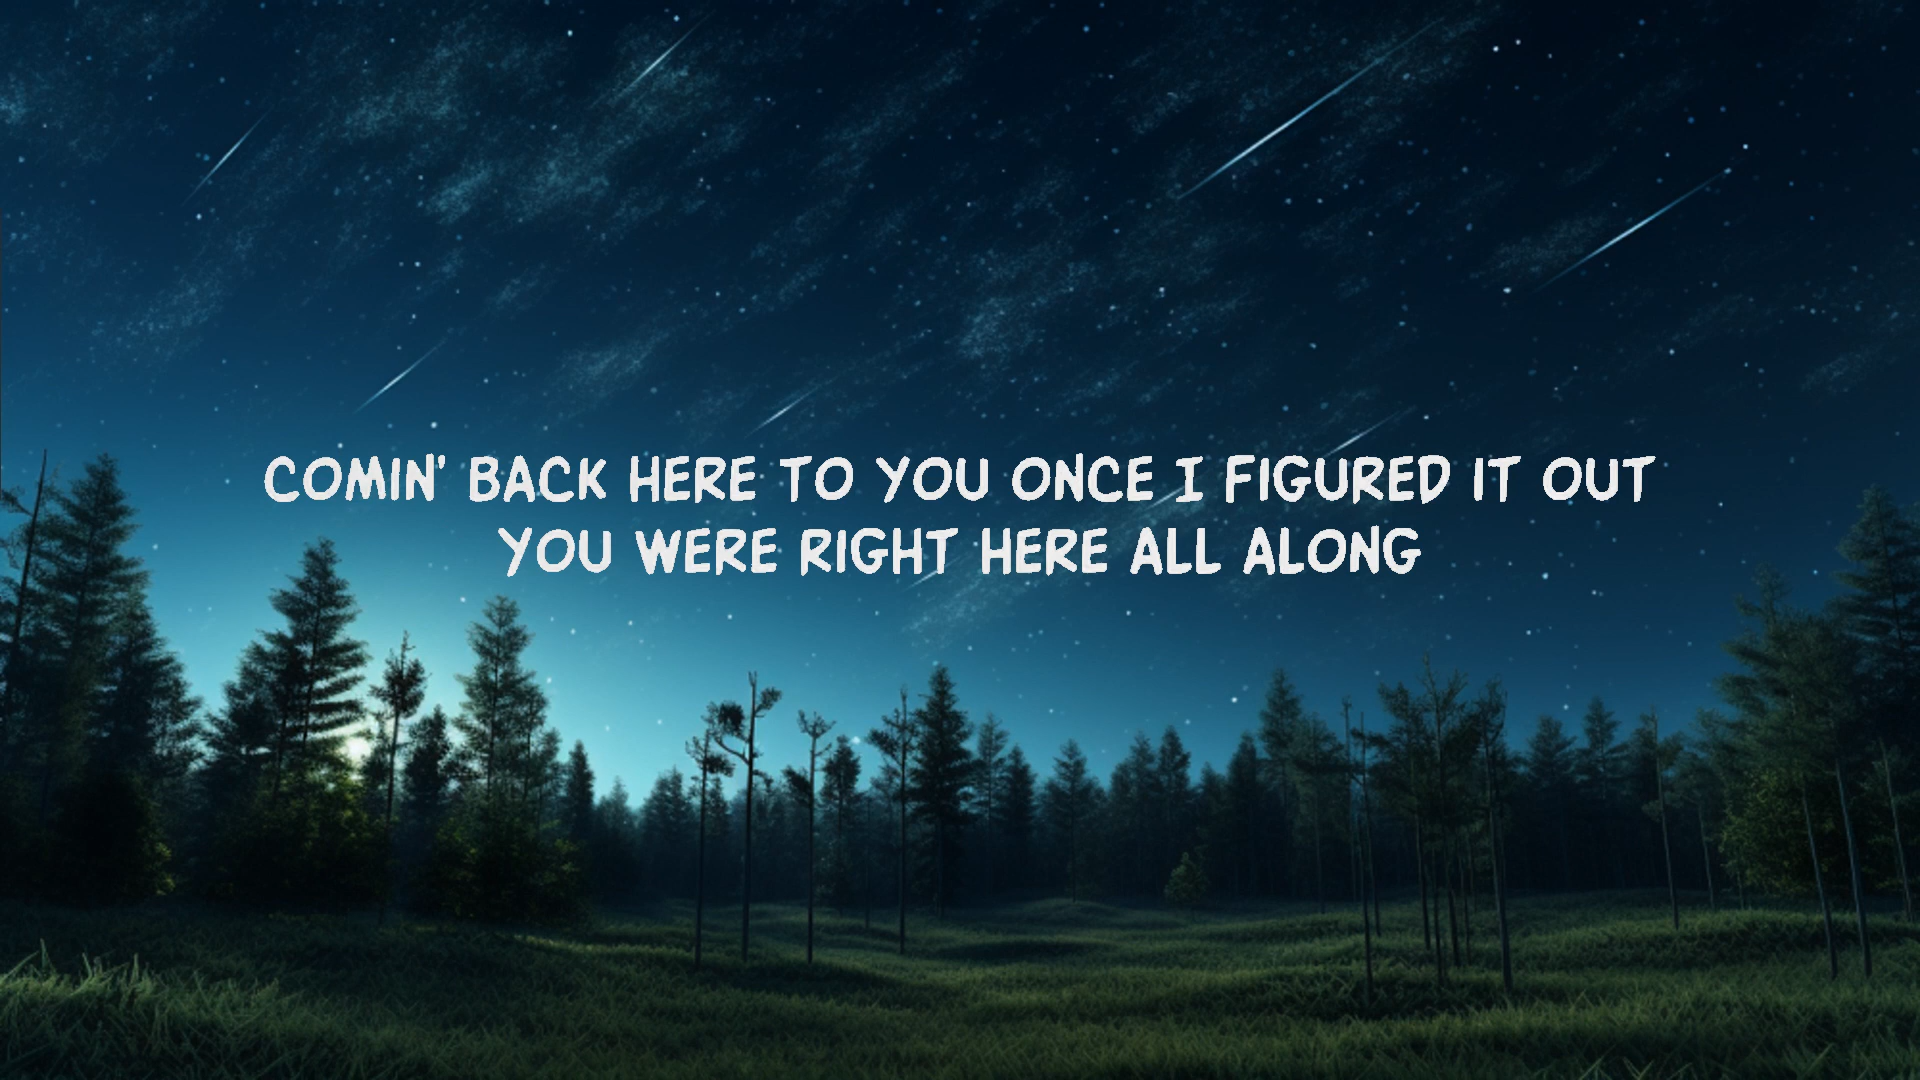 COMIN' BACK HERE TO YOU ONCE I FIGURED IT OUT
YOU WERE RIGHT HERE ALL ALONG